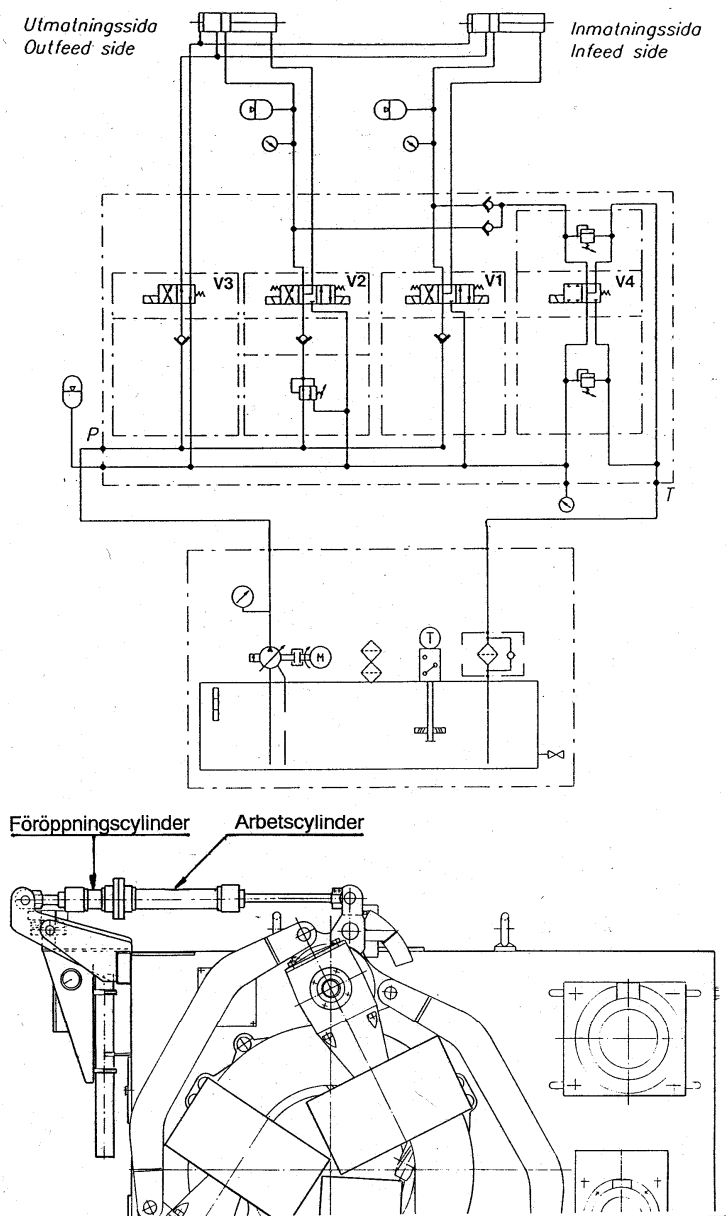 Utmatningssida
Outfeed side
Inmatningssida
Infeed side
V3
V2
V1
V4
P
T
T
M
Föröppningscylinder
Arbetscylinder